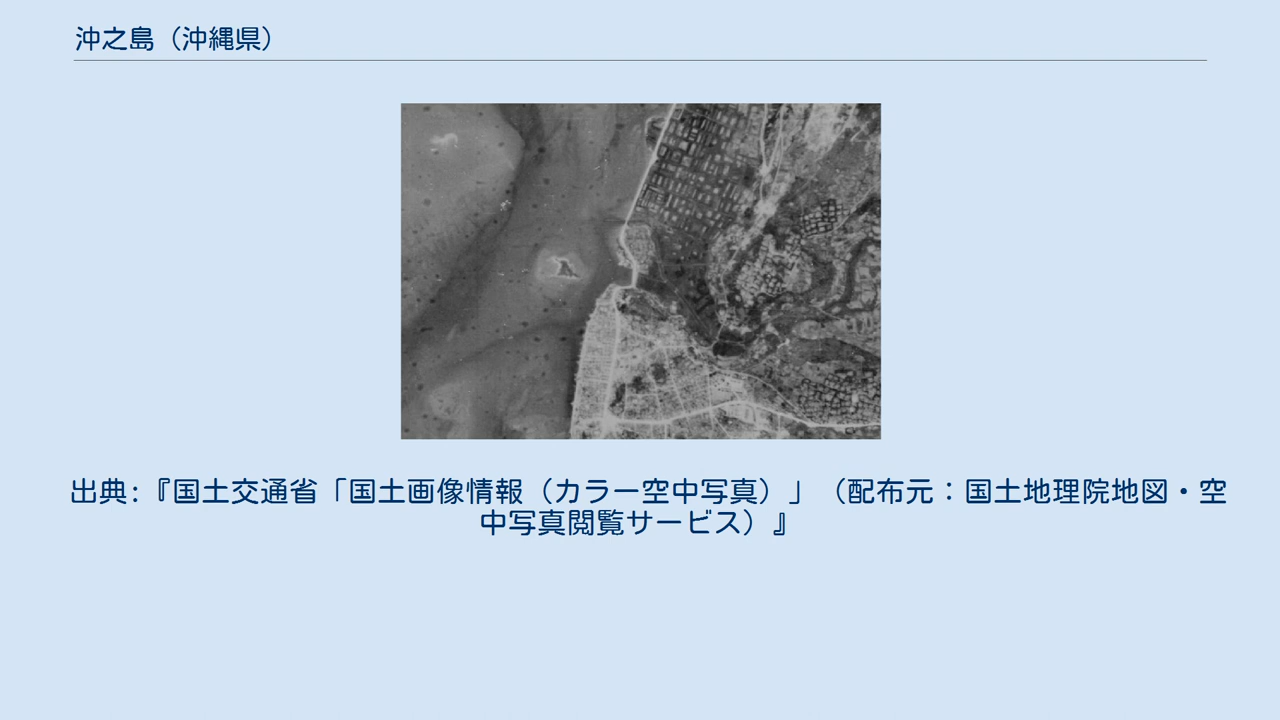 沖之島（沖縄県）
出典:『国土交通省「国土画像情報（カラー空中写真）」（配布元：国土地理院地図・空
中写真閲覧サービス）』